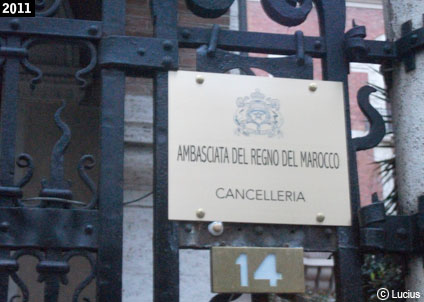 2011
AMBASCIATA DEL REGNO DEL MAROCCO
CANCELLERIA
14
© Lucius